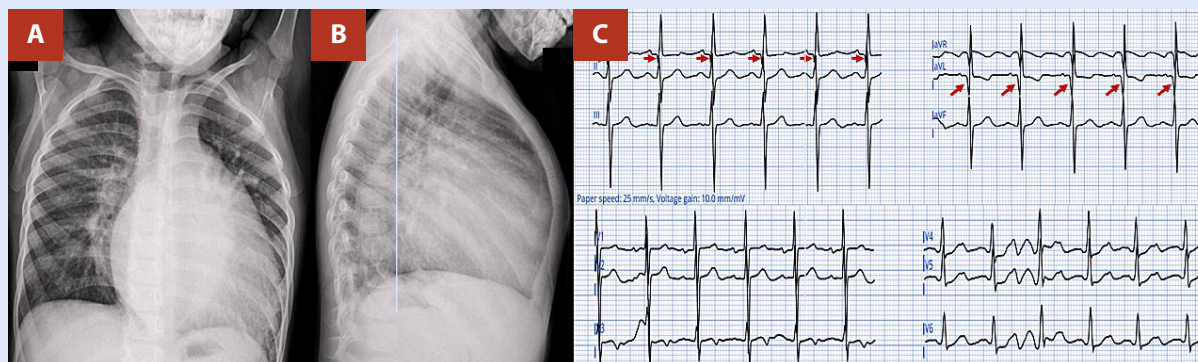 A
B
C
II
III
aVR
aVL
aVF
Paper speed: 25 mm/s, Voltage gain: 10.0 mm/mV
V1
V2
V3
V4
V5
V6